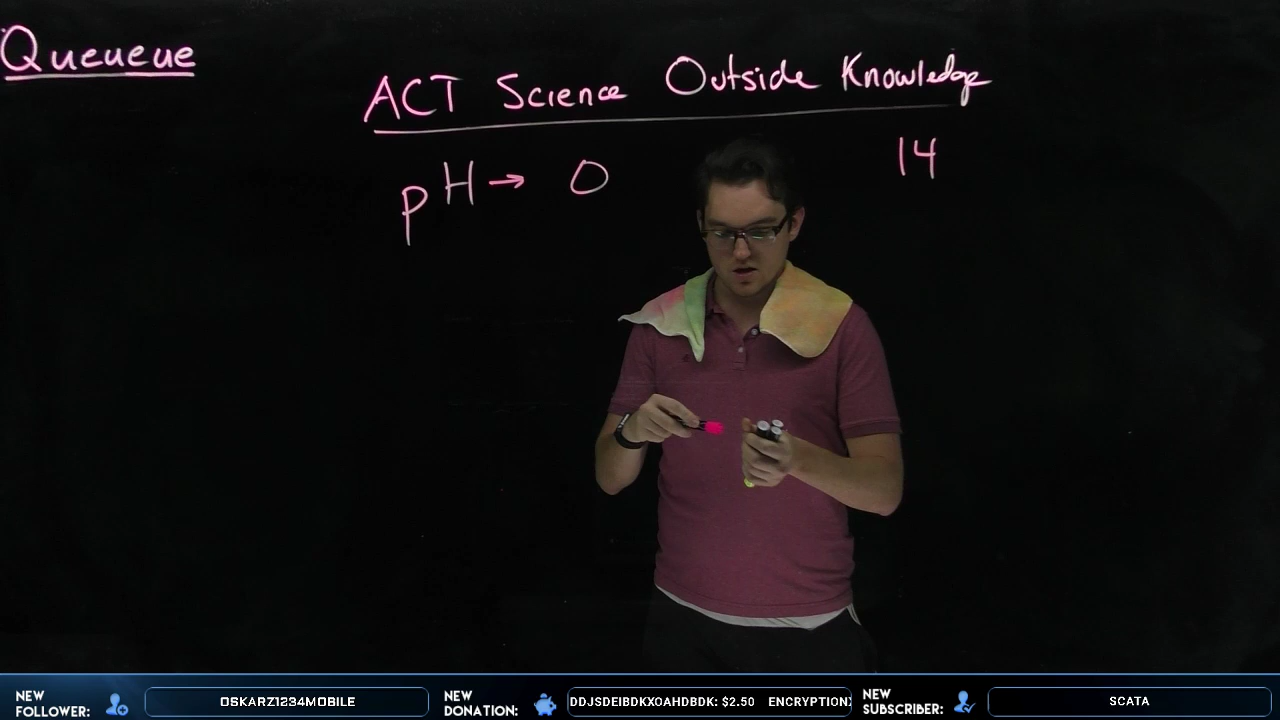 Queueue
ACT Science Outside Knowledge
pH → 0 14
NEW FOLLOWER:
OSKARZ1234MOBILE
NEW DONATION:
DDJSDEIBDKXOAHDBDK: $2.50 ENCRYPTION
NEW SUBSCRIBER:
SCATA